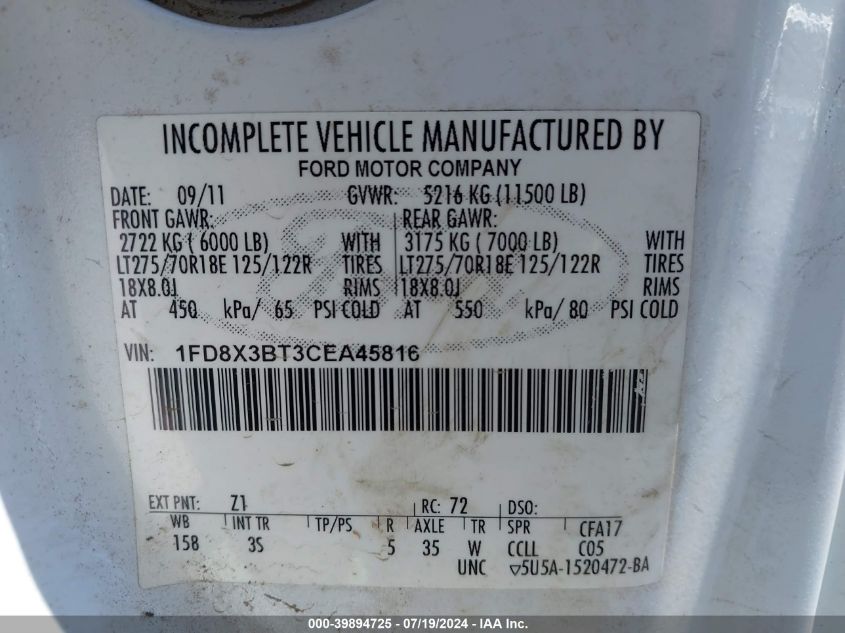 INCOMPLETE VEHICLE MANUFACTURED BY
FORD MOTOR COMPANY
DATE: 09/11 GVWR: 5216 KG (11500 LB)
FRONT GAWR: REAR GAWR:
2722 KG ( 6000 LB) WITH 3175 KG ( 7000 LB) WITH
LT275/70R18E 125/122R TIRES LT275/70R18E 125/122R TIRES
18X8.0J RIMS 18X8.0J RIMS
AT 450 kPa/ 65 PSI COLD AT 550 kPa/ 80 PSI COLD
VIN: 1FD8X3BT3CEA45816
EXT PNT: Z1 RC: 72 DSO:
WB INT TR TP/PS R AXLE TR SPR CFA17
158 3S 5 35 W CCLL C05
UNC ▽5U5A-1520472-BA
000-39894725 - 07/19/2024 - IAA Inc.